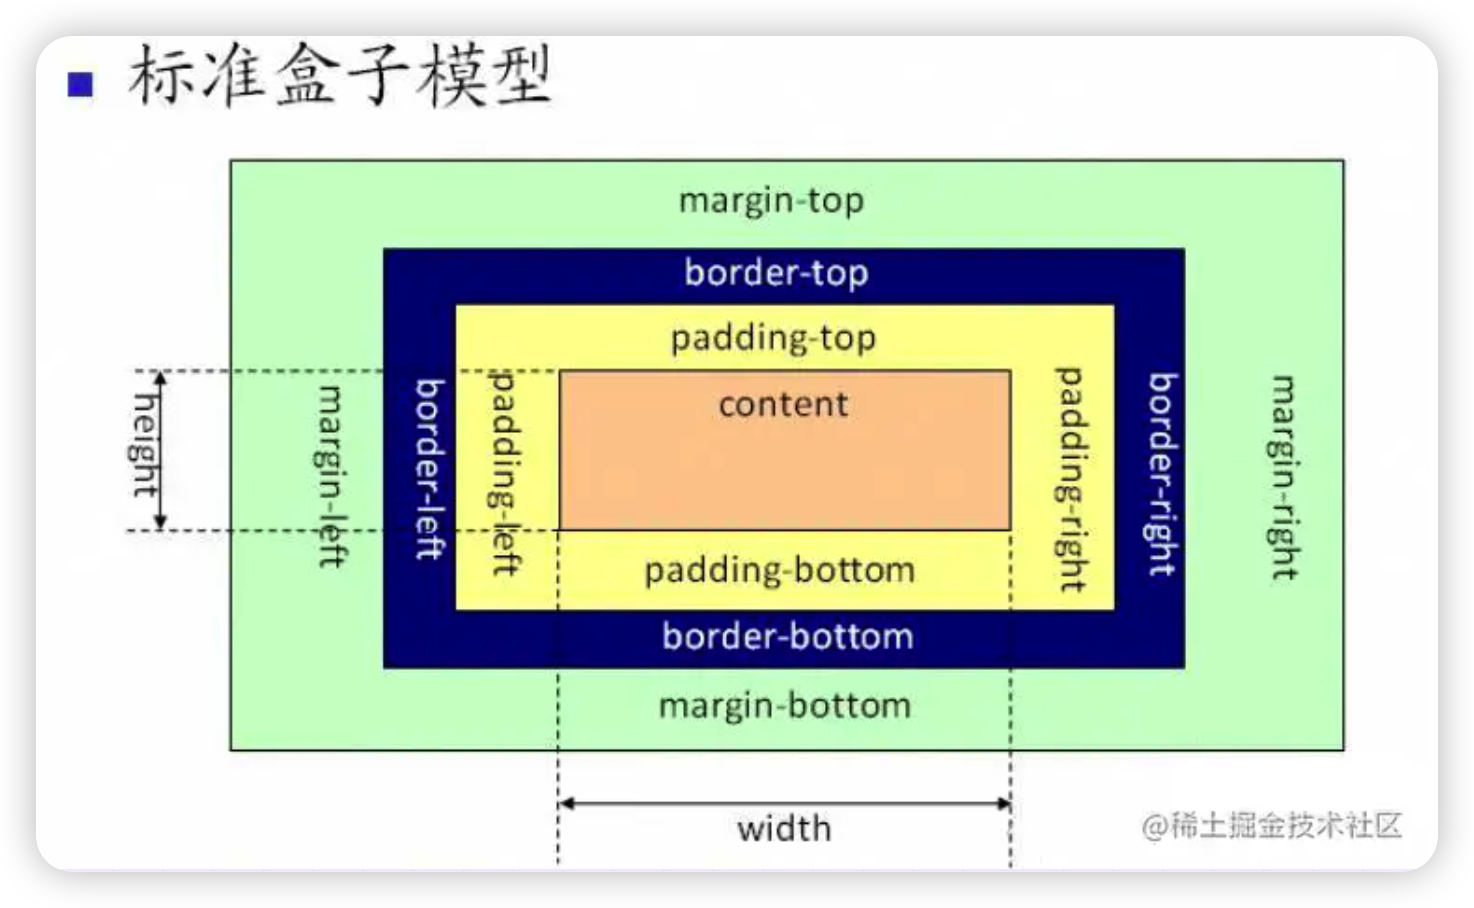 标准盒子模型
margin-top
border-top
padding-top
height
margin-left
border-left
padding-left
content
padding-right
border-right
margin-right
padding-bottom
border-bottom
margin-bottom
width
@稀土掘金技术社区